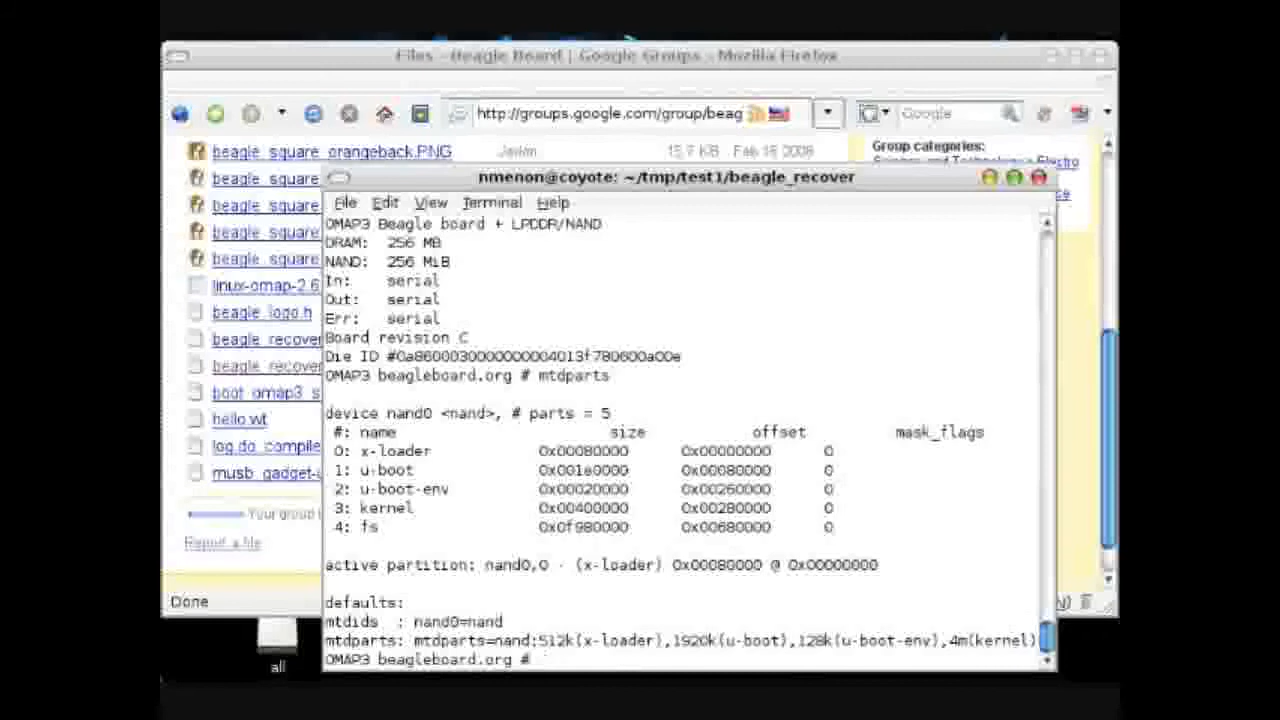 Files - Beagle Board | Google Groups - Mozilla Firefox
http://groups.google.com/group/beag
Google
beagle_square_orangeback.PNG Feb 15 2008
Group categories:
beagle_square
beagle_square
beagle_square
beagle_square
linux-omap-2.6
beagle_logo.h
beagle_recover
beagle_recover
boot_omap3_s
hello.wt
log.do_compile
musb_gadget-
Your group
Report a file
Done
all
nmenon@coyote: ~/tmp/test1/beagle_recover
File Edit View Terminal Help
OMAP3 Beagle board + LPDDR/NAND
DRAM: 256 MB
NAND: 256 MiB
In: serial
Out: serial
Err: serial
Board revision C
Die ID #0a8600030000000004013f780600a00e
OMAP3 beagleboard.org # mtdparts
device nand0 <nand>, # parts = 5
#: name size offset mask_flags
0: x-loader 0x00080000 0x00000000 0
1: u-boot 0x001e0000 0x00080000 0
2: u-boot-env 0x00020000 0x00260000 0
3: kernel 0x00400000 0x00280000 0
4: fs 0x0f980000 0x00680000 0
active partition: nand0,0 - (x-loader) 0x00080000 @ 0x00000000
defaults:
mtdids : nand0=nand
mtdparts: mtdparts=nand:512k(x-loader),1920k(u-boot),128k(u-boot-env),4m(kernel)
OMAP3 beagleboard.org #